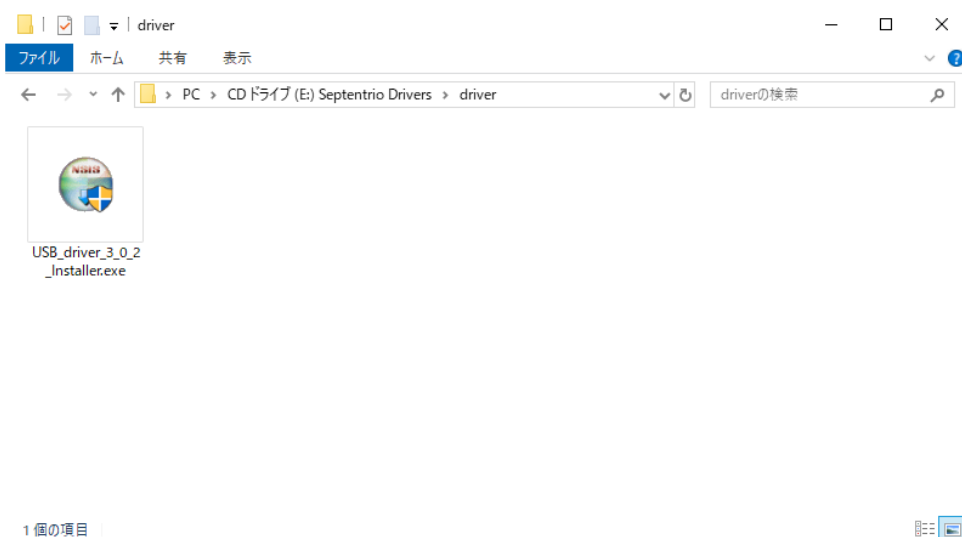 driver
ファイル ホーム 共有 表示
PC › CD ドライブ (E:) Septentrio Drivers › driver
driverの検索
NSIS
USB_driver_3_0_2
_Installer.exe
1 個の項目